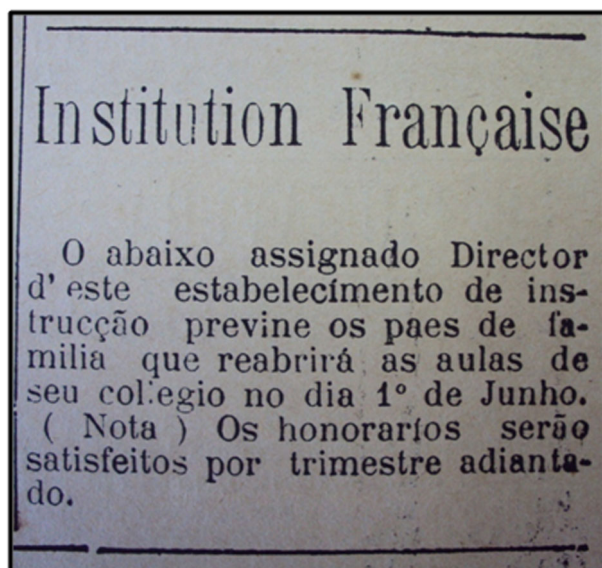 Institution Française
O abaixo assignado Director
d'este estabelecimento de ins-
trucção previne os paes de fa-
milia que reabrirá as aulas de
seu collegio no dia 1º de Junho.
( Nota ) Os honorarios serão
satisfeitos por trimestre adianta-
do.